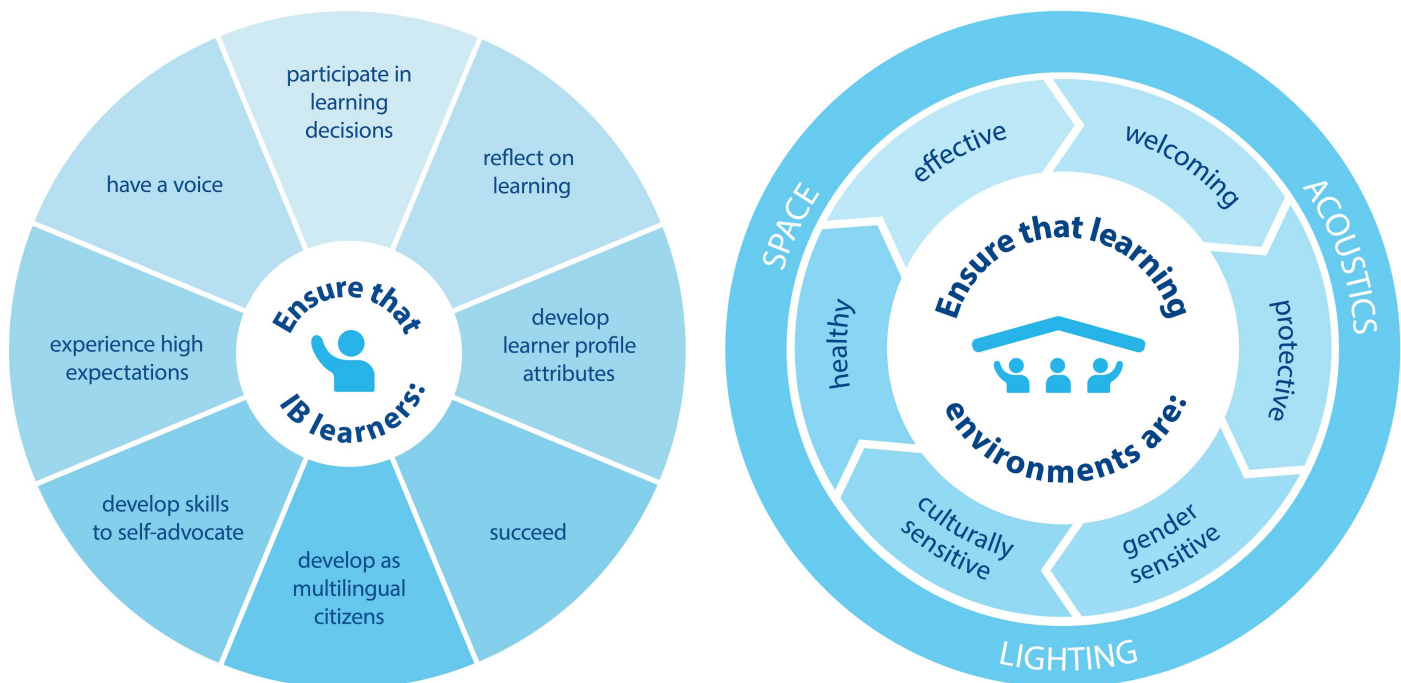 participate in
learning
decisions
reflect on
learning
develop
learner profile
attributes
succeed
develop as
multilingual
citizens
develop skills
to self-advocate
experience high
expectations
have a voice
Ensure that
IB learners:
SPACE
ACOUSTICS
LIGHTING
effective
welcoming
protective
gender
sensitive
culturally
sensitive
healthy
Ensure that learning
environments are: